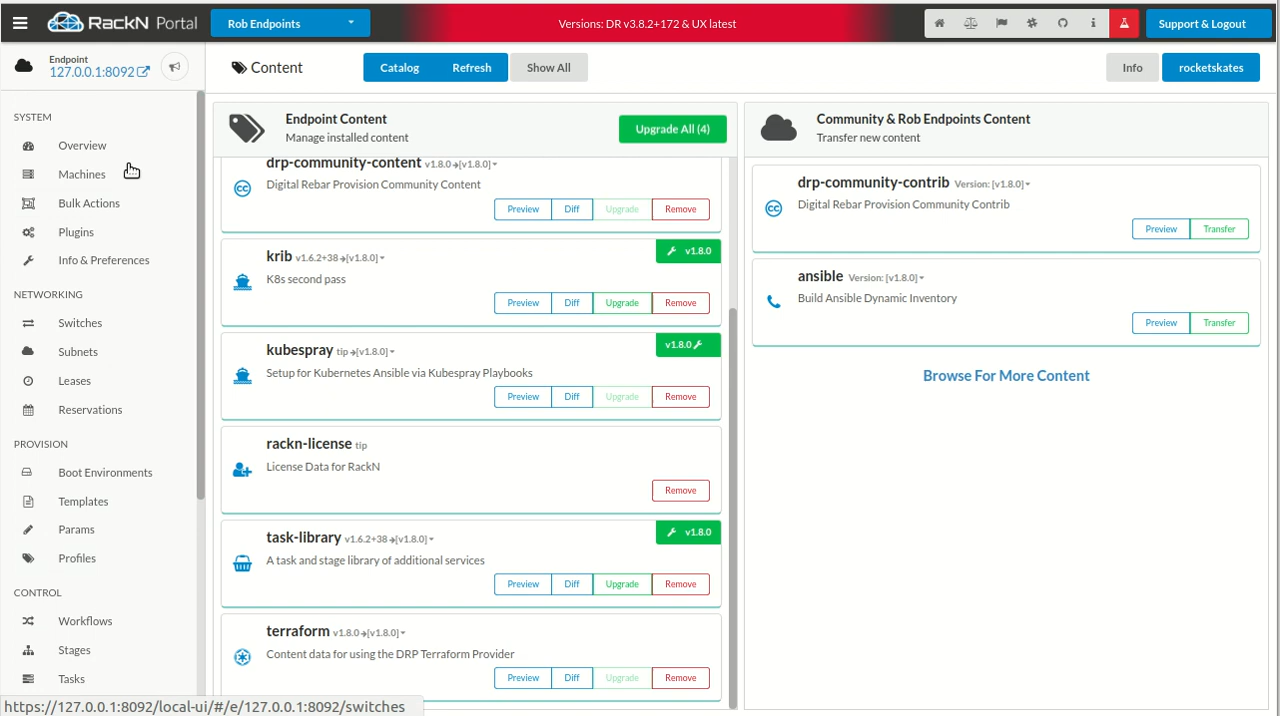 RackN Portal
Rob Endpoints
Versions: DR v3.8.2+172 & UX latest
Support & Logout
Endpoint
127.0.0.1:8092
Content
Catalog
Refresh
Show All
Info
rocketskates
SYSTEM
Overview
Machines
Bulk Actions
Plugins
Info & Preferences
NETWORKING
Switches
Subnets
Leases
Reservations
PROVISION
Boot Environments
Templates
Params
Profiles
CONTROL
Workflows
Stages
Tasks
Endpoint Content
Manage installed content
Upgrade All (4)
drp-community-content v1.8.0→[v1.8.0]
Digital Rebar Provision Community Content
Preview Diff Upgrade Remove
krib v1.6.2+38→[v1.8.0]
v1.8.0
K8s second pass
Preview Diff Upgrade Remove
kubespray tip→[v1.8.0]
v1.8.0
Setup for Kubernetes Ansible via Kubespray Playbooks
Preview Diff Upgrade Remove
rackn-license tip
License Data for RackN
Remove
task-library v1.6.2+38→[v1.8.0]
v1.8.0
A task and stage library of additional services
Preview Diff Upgrade Remove
terraform v1.8.0→[v1.8.0]
Content data for using the DRP Terraform Provider
Preview Diff Upgrade Remove
Community & Rob Endpoints Content
Transfer new content
drp-community-contrib Version: [v1.8.0]
Digital Rebar Provision Community Contrib
Preview Transfer
ansible Version: [v1.8.0]
Build Ansible Dynamic Inventory
Preview Transfer
Browse For More Content
https://127.0.0.1:8092/local-ui/#/e/127.0.0.1:8092/switches